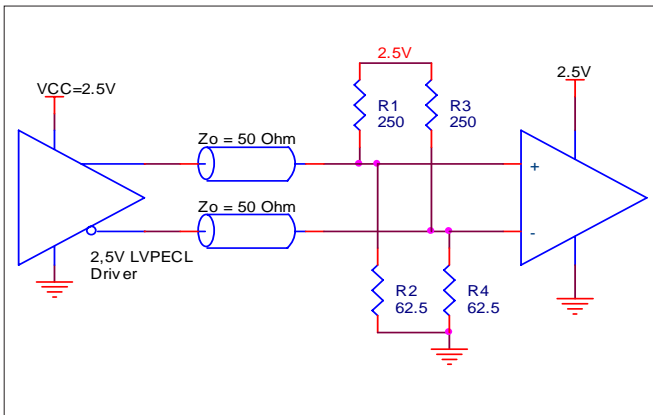 2.5V
VCC=2.5V
2.5V
R1
250
R3
250
Zo = 50 Ohm
+
Zo = 50 Ohm
-
2,5V LVPECL
Driver
R2
62.5
R4
62.5